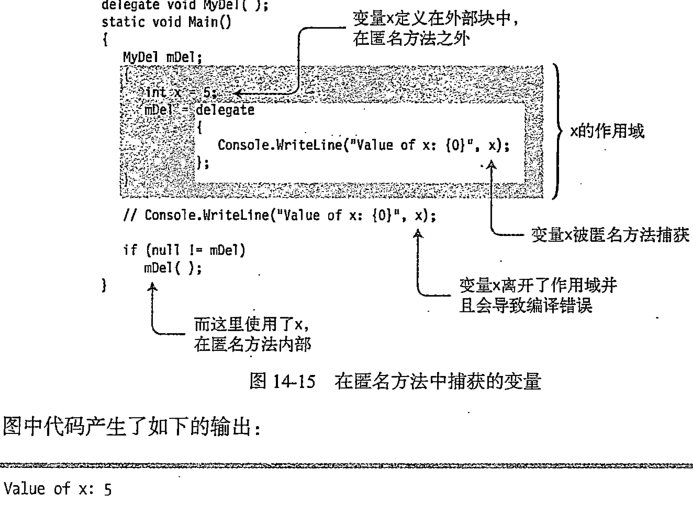 delegate void MyDel( );
static void Main()
{
MyDel mDel;
{
int x = 5;
mDel = delegate
{
Console.WriteLine("Value of x: {0}", x);
};
}
// Console.WriteLine("Value of x: {0}", x);
if (null != mDel)
mDel( );
}
变量x定义在外部块中，
在匿名方法之外
x的作用域
变量x被匿名方法捕获
变量x离开了作用域并
且会导致编译错误
而这里使用了x，
在匿名方法内部
图 14-15 在匿名方法中捕获的变量
图中代码产生了如下的输出：
Value of x: 5